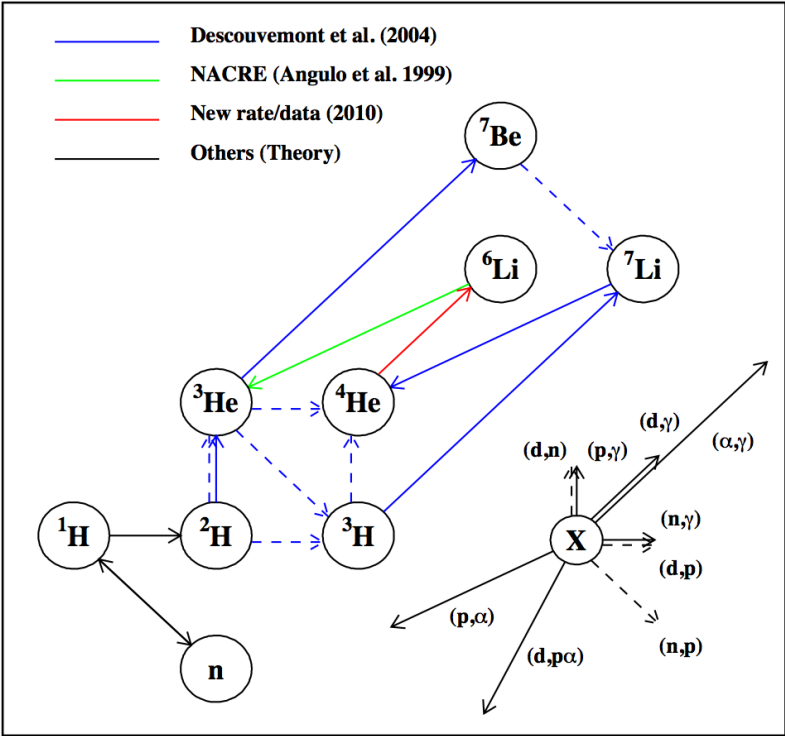 Descouvemont et al. (2004)
NACRE (Angulo et al. 1999)
New rate/data (2010)
Others (Theory)
⁷Be
⁶Li
⁷Li
³He
⁴He
(d,γ)
(α,γ)
(d,n)
(p,γ)
¹H
²H
³H
X
(n,γ)
(d,p)
(p,α)
(n,p)
(d,pα)
n